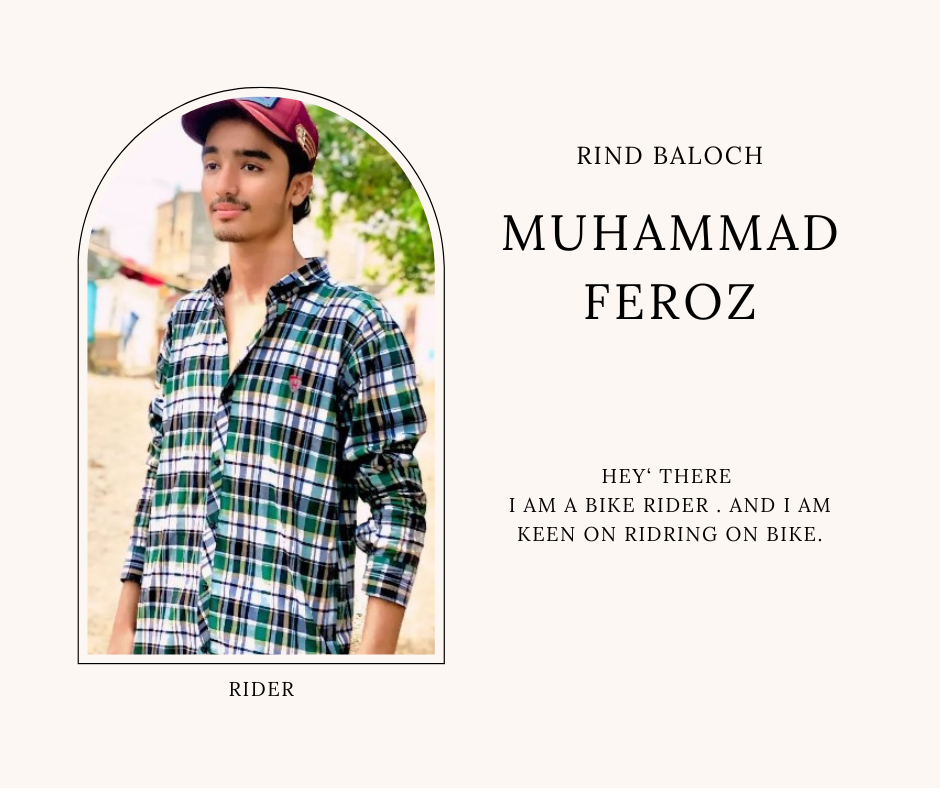 RIND BALOCH
MUHAMMAD
FEROZ
HEY‘ THERE
I AM A BIKE RIDER . AND I AM
KEEN ON RIDRING ON BIKE.
RIDER